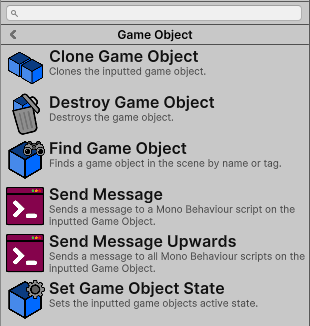 Game Object
Clone Game Object
Clones the inputted game object.
Destroy Game Object
Destroys the game object.
Find Game Object
Finds a game object in the scene by name or tag.
Send Message
Sends a message to a Mono Behaviour script on the
inputted Game Object.
Send Message Upwards
Sends a message to all Mono Behaviour scripts on the
inputted Game Object.
Set Game Object State
Sets the inputted game objects active state.